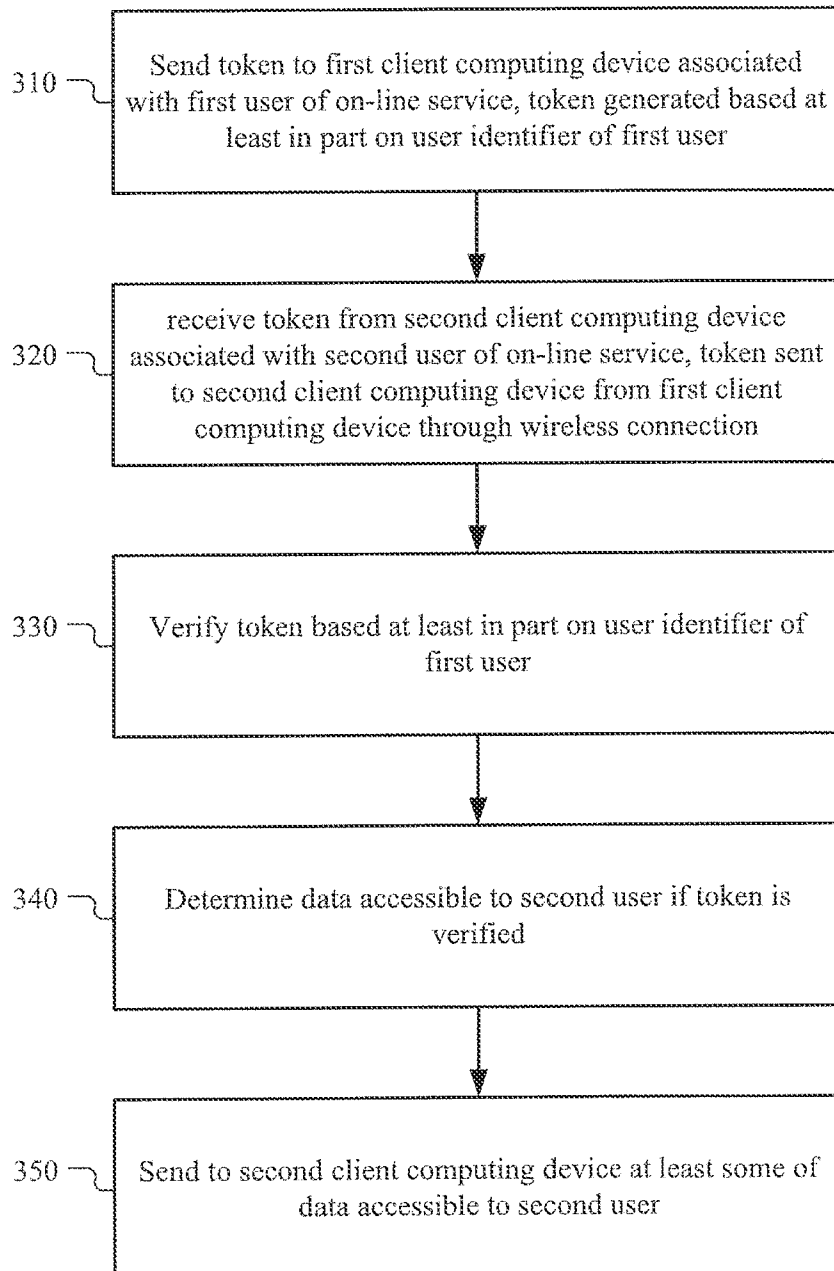 310
Send token to first client computing device associated
with first user of on-line service, token generated based at
least in part on user identifier of first user
320
receive token from second client computing device
associated with second user of on-line service, token sent
to second client computing device from first client
computing device through wireless connection
330
Verify token based at least in part on user identifier of
first user
340
Determine data accessible to second user if token is
verified
350
Send to second client computing device at least some of
data accessible to second user